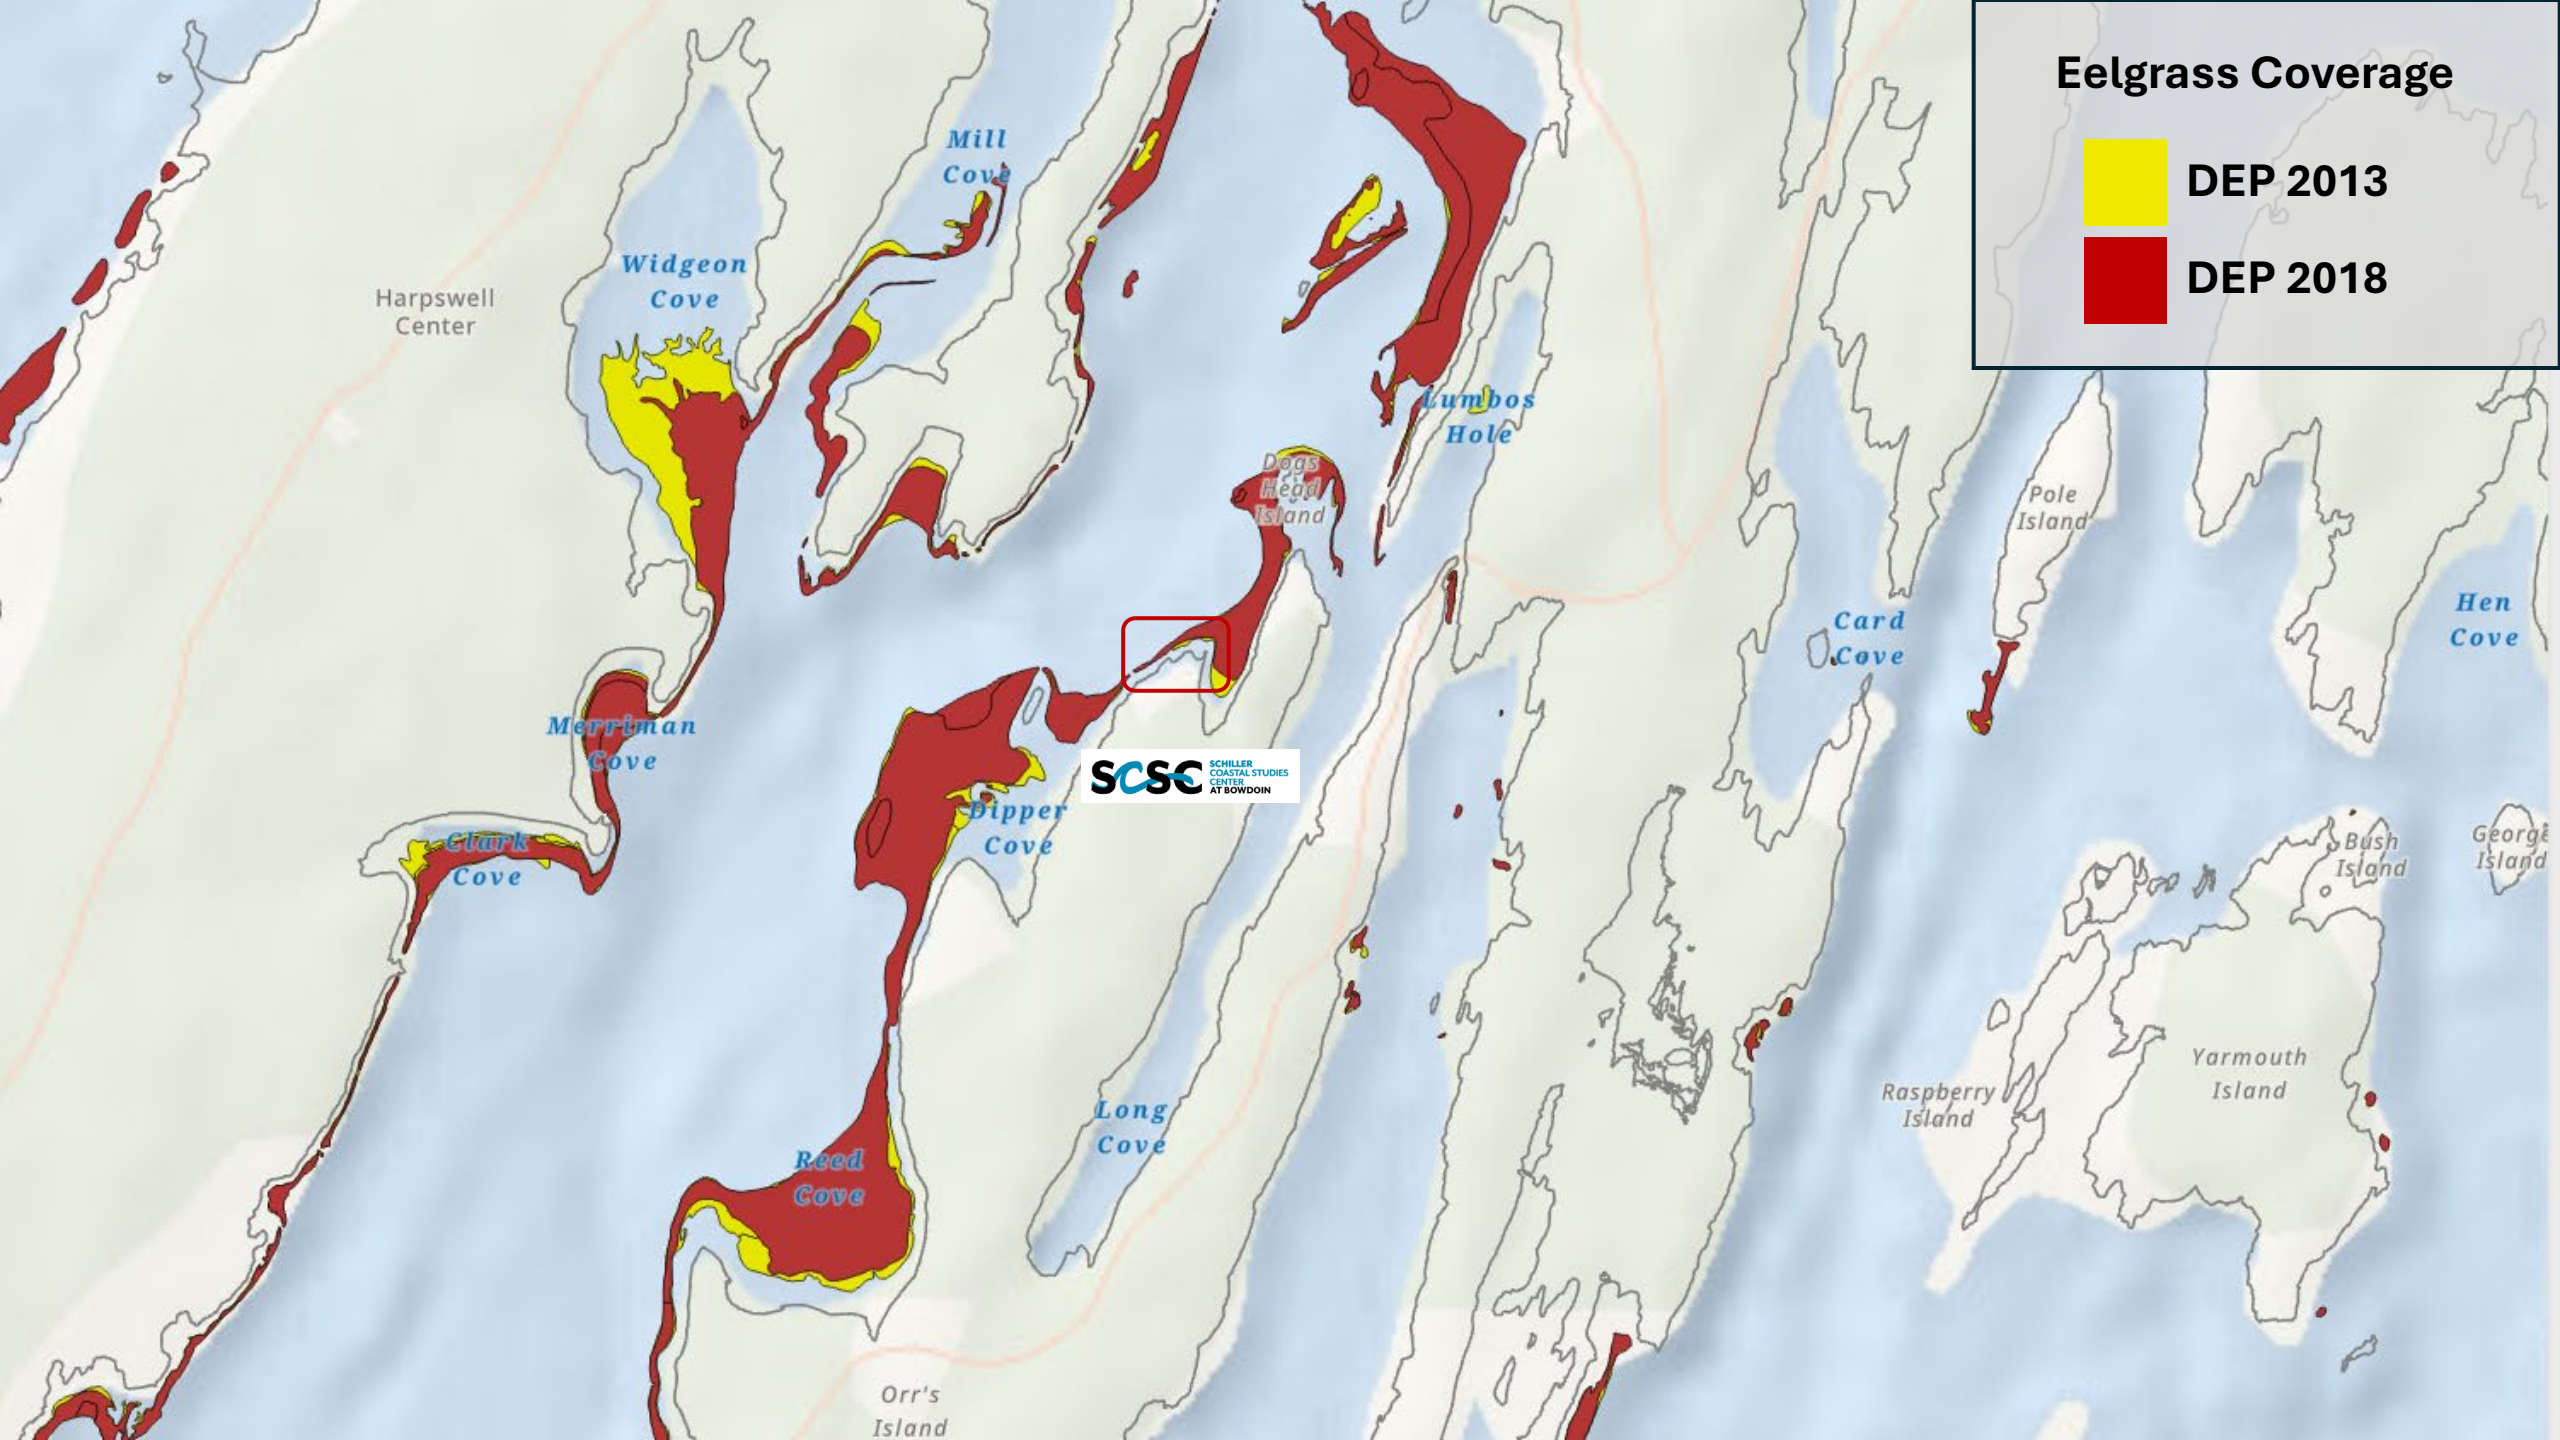 Eelgrass Coverage
DEP 2013
DEP 2018
Mill
Cove
Widgeon
Cove
Harpswell
Center
Lumbos
Hole
Dogs
Head
Island
Pole
Island
Card
Cove
Hen
Cove
Merriman
Cove
SCSC
SCHILLER
COASTAL STUDIES
CENTER
AT BOWDOIN
Dipper
Cove
Clark
Cove
Bush
Island
George
Island
Yarmouth
Island
Raspberry
Island
Long
Cove
Reed
Cove
Orr's
Island